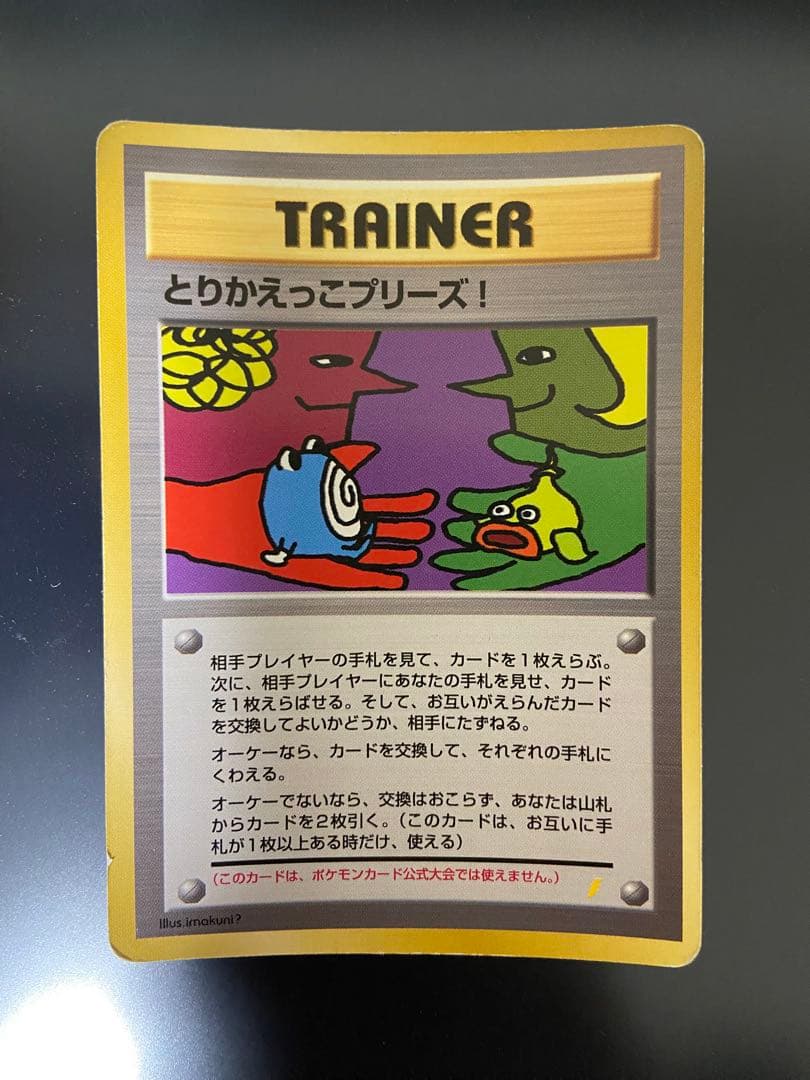 TRAINER
とりかえっこプリーズ！
相手プレイヤーの手札を見て、カードを1枚えらぶ。
次に、相手プレイヤーにあなたの手札を見せ、カード
を1枚えらばせる。そして、お互いがえらんだカード
を交換してよいかどうか、相手にたずねる。
オーケーなら、カードを交換して、それぞれの手札に
くわえる。
オーケーでないなら、交換はおこらず、あなたは山札
からカードを2枚引く。（このカードは、お互いに手
札が1枚以上ある時だけ、使える）
（このカードは、ポケモンカード公式大会では使えません。）
Illus.imakuni?